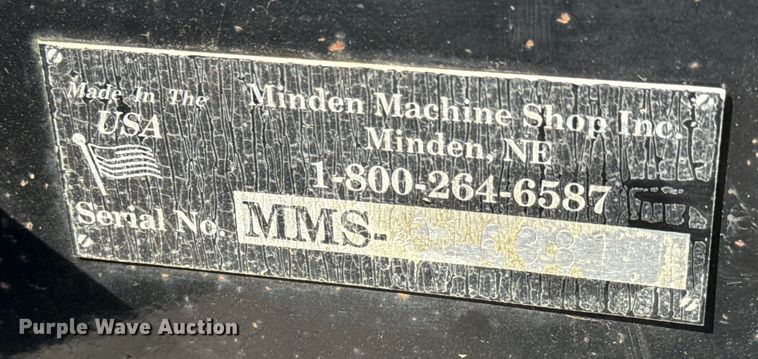 Made In The
USA
Minden Machine Shop Inc.
Minden, NE
1-800-264-6587
Serial No. MMS-
Purple Wave Auction